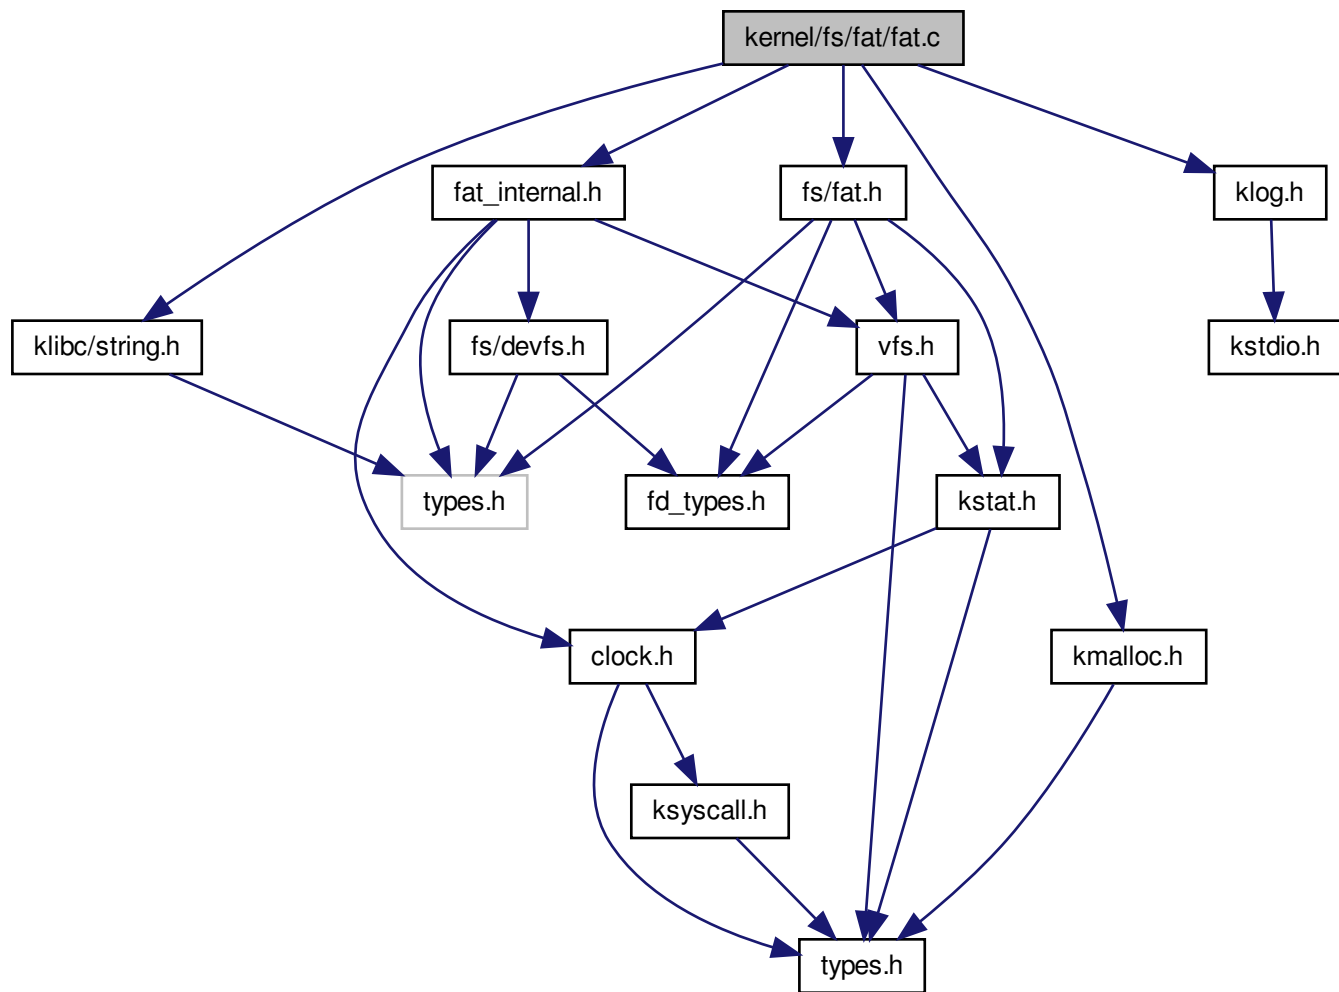 kernel/fs/fat/fat.c
fat_internal.h
fs/fat.h
klog.h
klibc/string.h
fs/devfs.h
vfs.h
kstdio.h
types.h
fd_types.h
kstat.h
clock.h
kmalloc.h
ksyscall.h
types.h